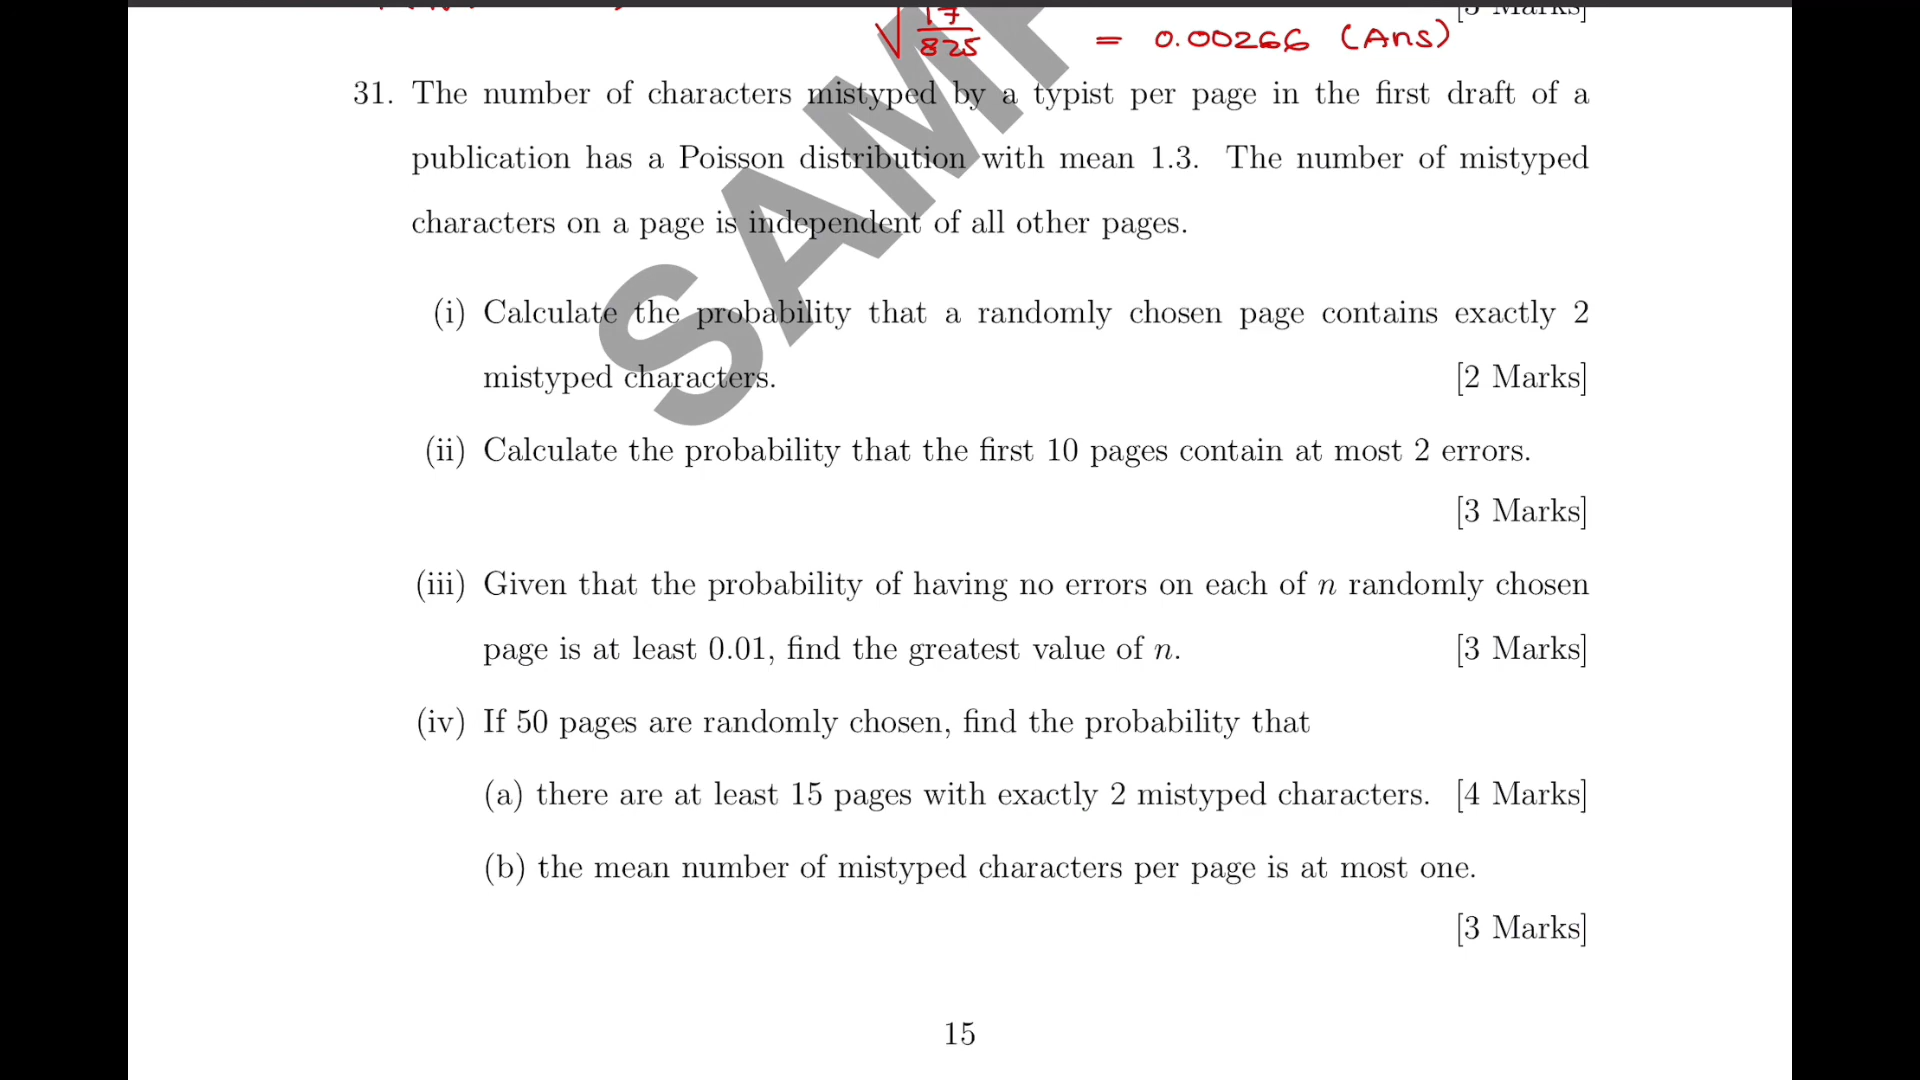 17
825
= 0.00266 (Ans)
31. The number of characters mistyped by a typist per page in the first draft of a
publication has a Poisson distribution with mean 1.3. The number of mistyped
characters on a page is independent of all other pages.
(i) Calculate the probability that a randomly chosen page contains exactly 2
mistyped characters. [2 Marks]
(ii) Calculate the probability that the first 10 pages contain at most 2 errors.
[3 Marks]
(iii) Given that the probability of having no errors on each of n randomly chosen
page is at least 0.01, find the greatest value of n. [3 Marks]
(iv) If 50 pages are randomly chosen, find the probability that
(a) there are at least 15 pages with exactly 2 mistyped characters. [4 Marks]
(b) the mean number of mistyped characters per page is at most one.
[3 Marks]
15